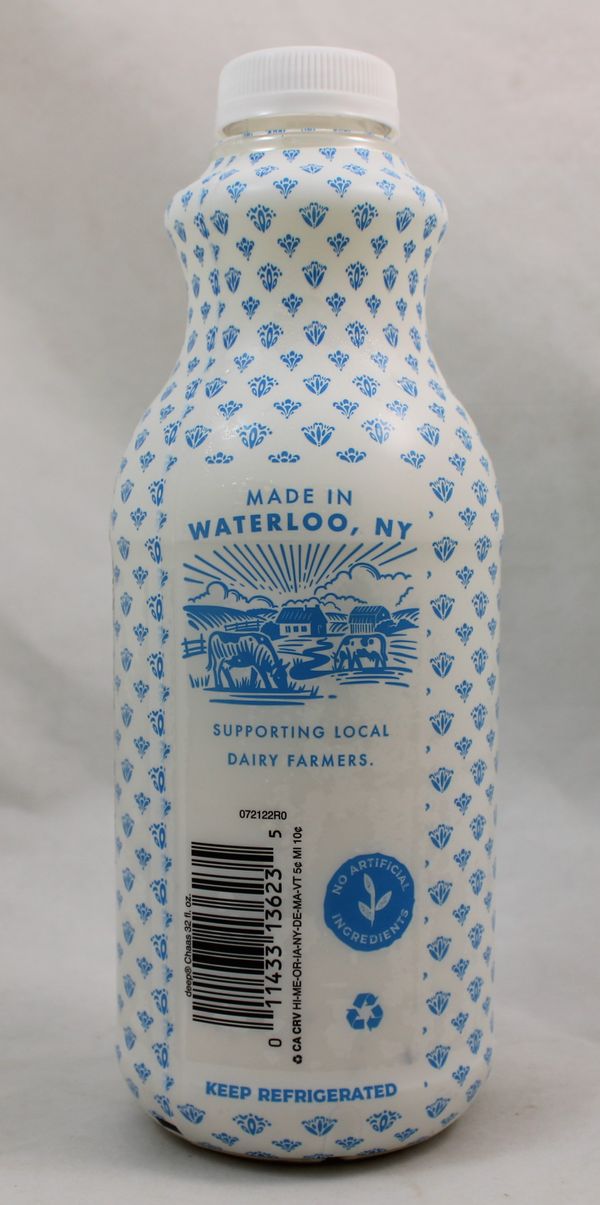 MADE IN
WATERLOO, NY
SUPPORTING LOCAL
DAIRY FARMERS.
072122R0
deep® Chaas 32 fl. oz.
0 11433 13623 5
CA CRV HI-ME-OR-IA-NY-DE-MA-VT 5¢ MI 10¢
NO ARTIFICIAL
INGREDIENTS
KEEP REFRIGERATED